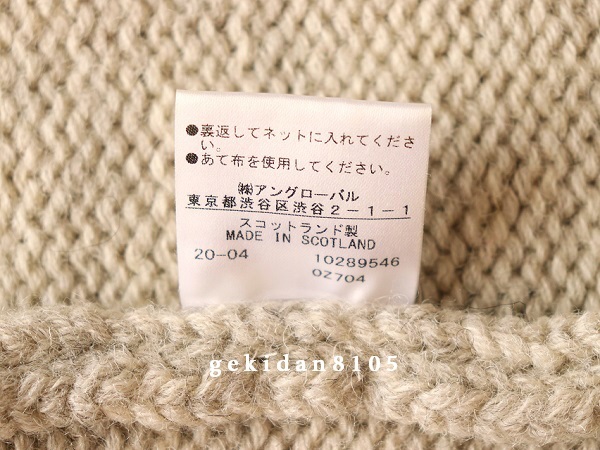 ●裏返してネットに入れてくださ
い。
●あて布を使用してください。
㈱アングローバル
東京都渋谷区渋谷2-1-1
スコットランド製
MADE IN SCOTLAND
20-04 10289546
0Z704
gekidan8105